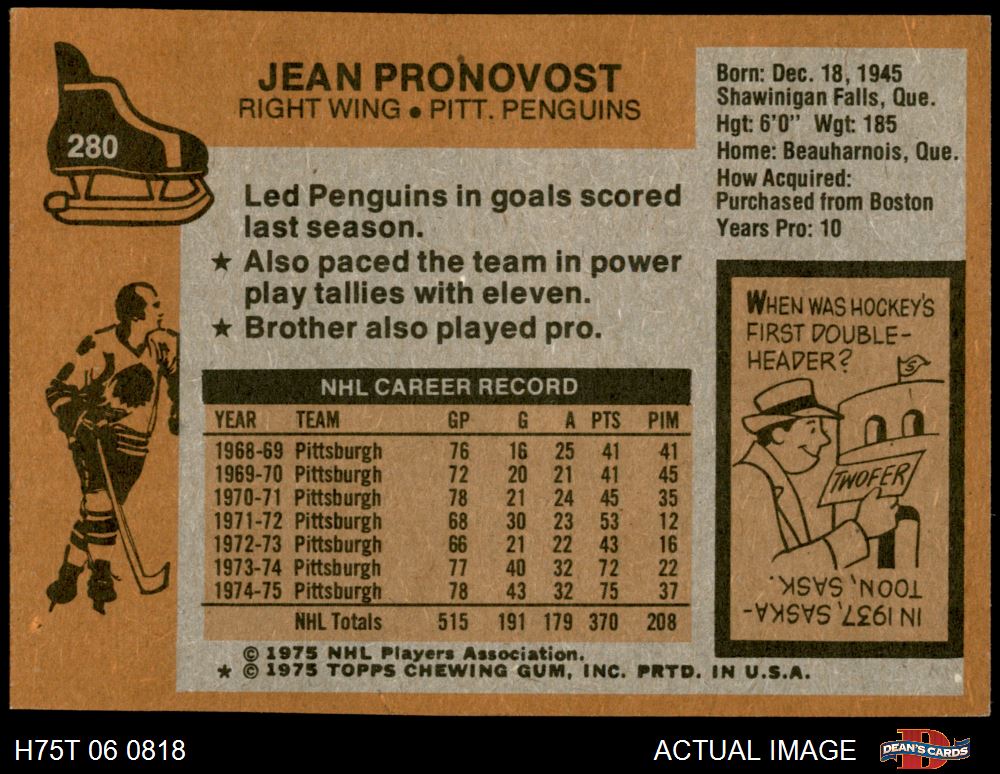 JEAN PRONOVOST
RIGHT WING • PITT. PENGUINS
280
Born: Dec. 18, 1945
Shawinigan Falls, Que.
Hgt: 6'0" Wgt: 185
Home: Beauharnois, Que.
How Acquired:
Purchased from Boston
Years Pro: 10
Led Penguins in goals scored
last season.
★ Also paced the team in power
play tallies with eleven.
★ Brother also played pro.
NHL CAREER RECORD
YEAR TEAM GP G A PTS PIM
1968-69 Pittsburgh 76 16 25 41 41
1969-70 Pittsburgh 72 20 21 41 45
1970-71 Pittsburgh 78 21 24 45 35
1971-72 Pittsburgh 68 30 23 53 12
1972-73 Pittsburgh 66 21 22 43 16
1973-74 Pittsburgh 77 40 32 72 22
1974-75 Pittsburgh 78 43 32 75 37
NHL Totals 515 191 179 370 208
WHEN WAS HOCKEY'S
FIRST DOUBLE-
HEADER?
S
TWOFER
IN 1937, SASKA-
TOON, SASK.
© 1975 NHL Players Association.
★ © 1975 TOPPS CHEWING GUM, INC. PRTD. IN U.S.A.
H75T 06 0818
ACTUAL IMAGE
DEAN'S CARDS